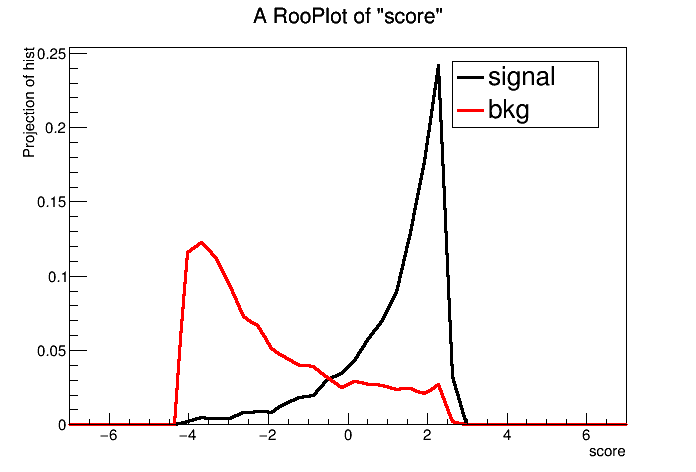 A RooPlot of "score"
Projection of hist
0.25
0.2
0.15
0.1
0.05
0
signal
bkg
−6
−4
−2
0
2
4
6
score